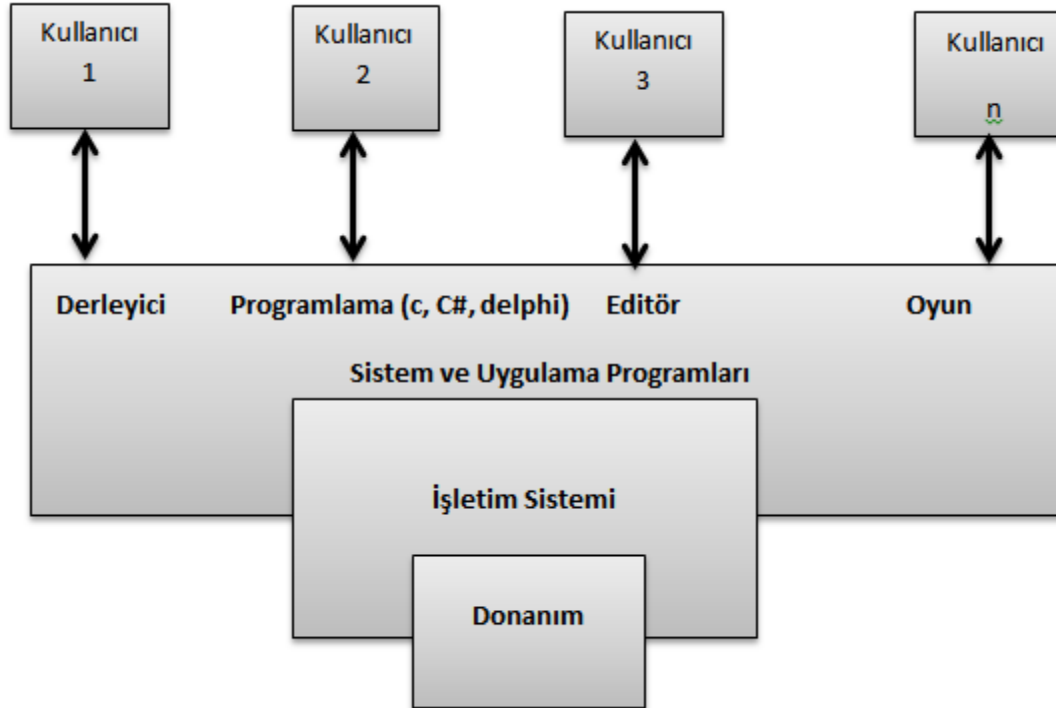 Kullanıcı
1
Kullanıcı
2
Kullanıcı
3
Kullanıcı
n
Derleyici Programlama (c, C#, delphi) Editör Oyun
Sistem ve Uygulama Programları
İşletim Sistemi
Donanım